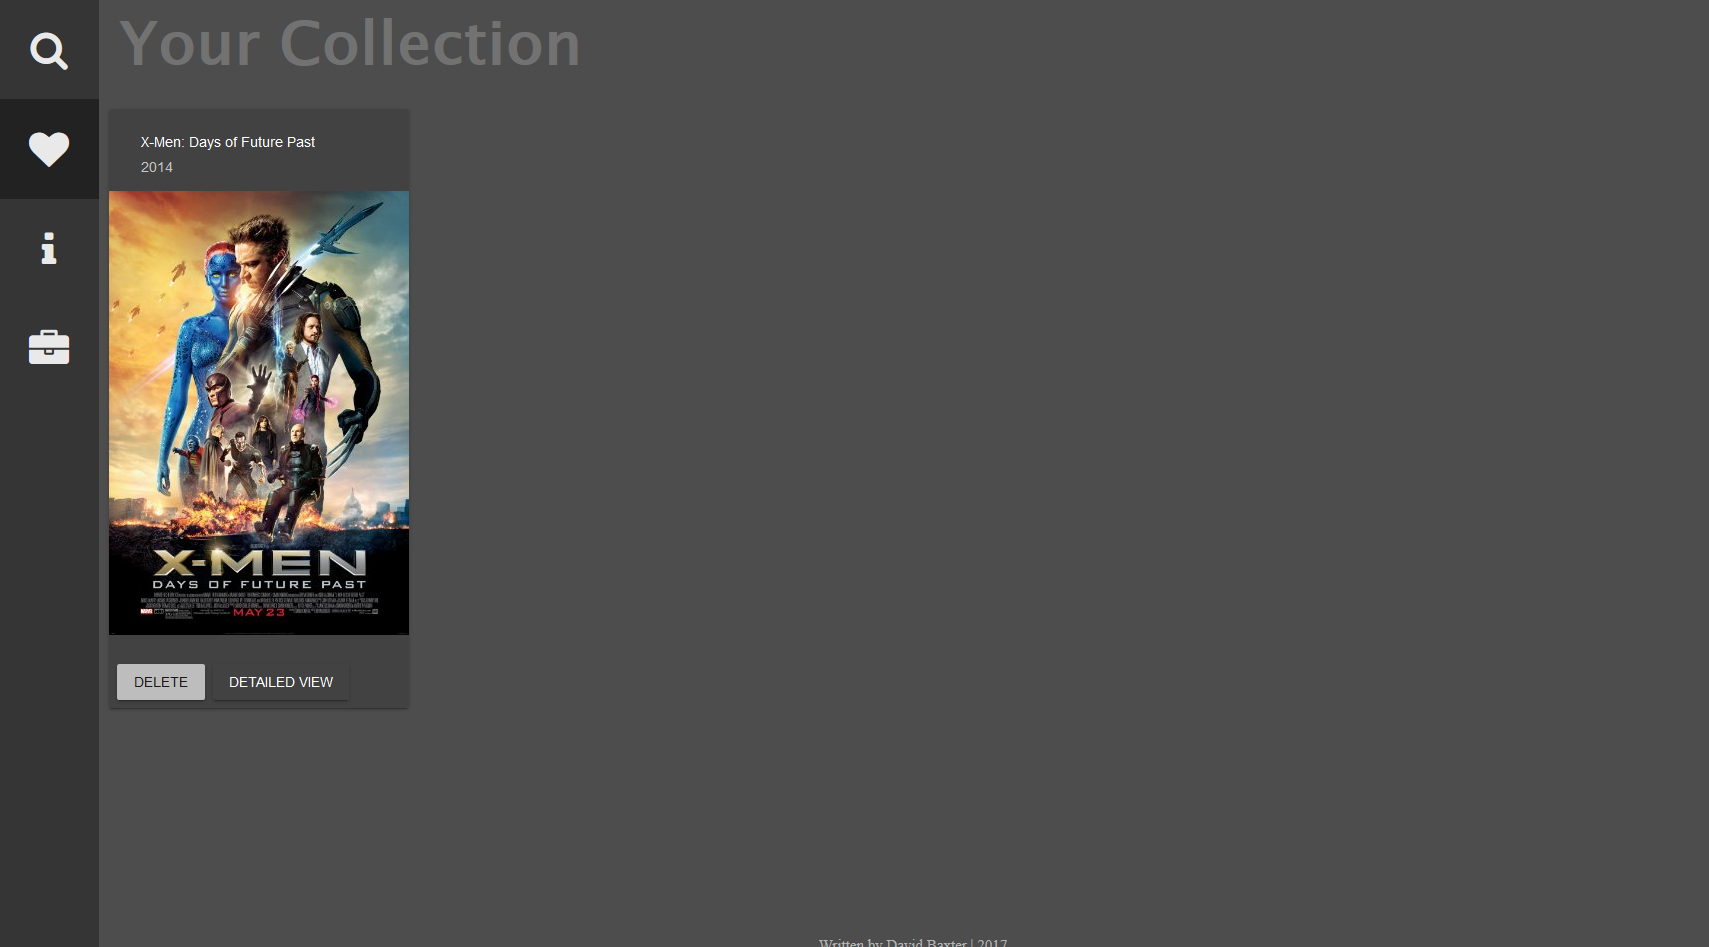 Your Collection
X-Men: Days of Future Past
2014
X-MEN
DAYS OF FUTURE PAST
MAY 23
DELETE
DETAILED VIEW
Written by David Baxter | 2017